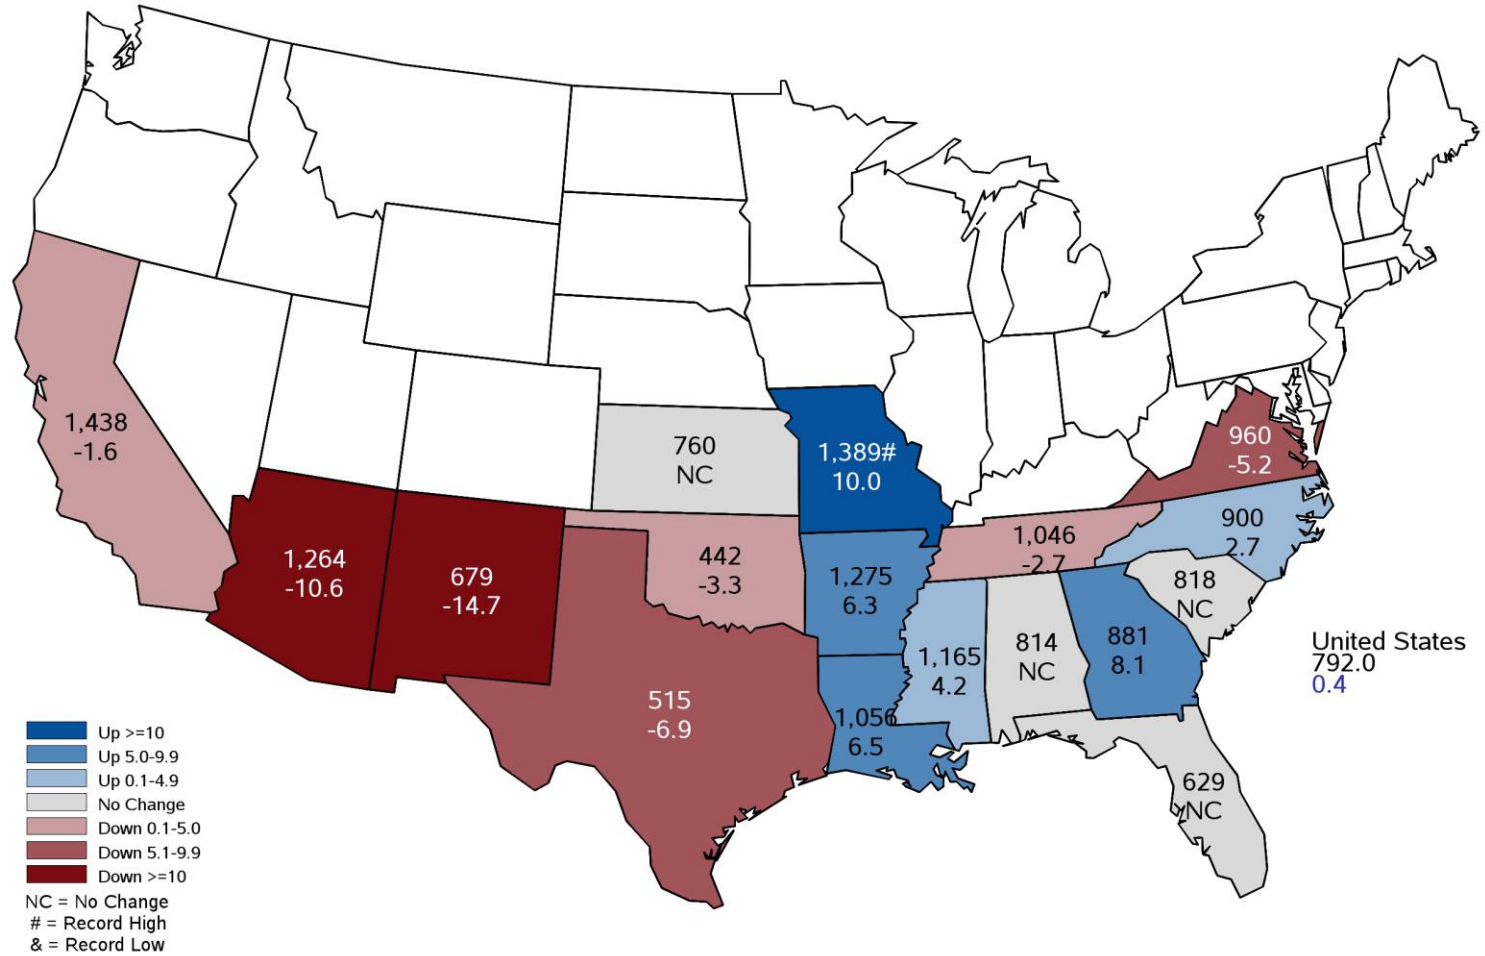 1,438
-1.6
760
NC
1,389#
10.0
960
-5.2
1,264
-10.6
679
-14.7
442
-3.3
1,275
6.3
1,046
-2.7
900
2.7
818
NC
515
-6.9
1,056
6.5
1,165
4.2
814
NC
881
8.1
629
NC
United States
792.0
0.4
Up >=10
Up 5.0-9.9
Up 0.1-4.9
No Change
Down 0.1-5.0
Down 5.1-9.9
Down >=10
NC = No Change
# = Record High
& = Record Low